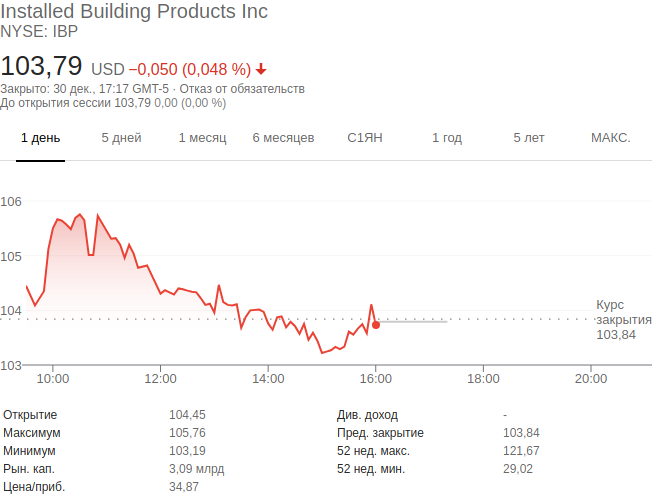 Installed Building Products Inc
NYSE: IBP
103,79 USD −0,050 (0,048 %)
Закрыто: 30 дек., 17:17 GMT-5 · Отказ от обязательств
До открытия сессии 103,79 0,00 (0,00 %)
1 день 5 дней 1 месяц 6 месяцев С1ЯН 1 год 5 лет МАКС.
106
105
104
103
Курс
закрытия
103,84
10:00 12:00 14:00 16:00 18:00 20:00
Открытие 104,45 Див. доход -
Максимум 105,76 Пред. закрытие 103,84
Минимум 103,19 52 нед. макс. 121,67
Рын. кап. 3,09 млрд 52 нед. мин. 29,02
Цена/приб. 34,87